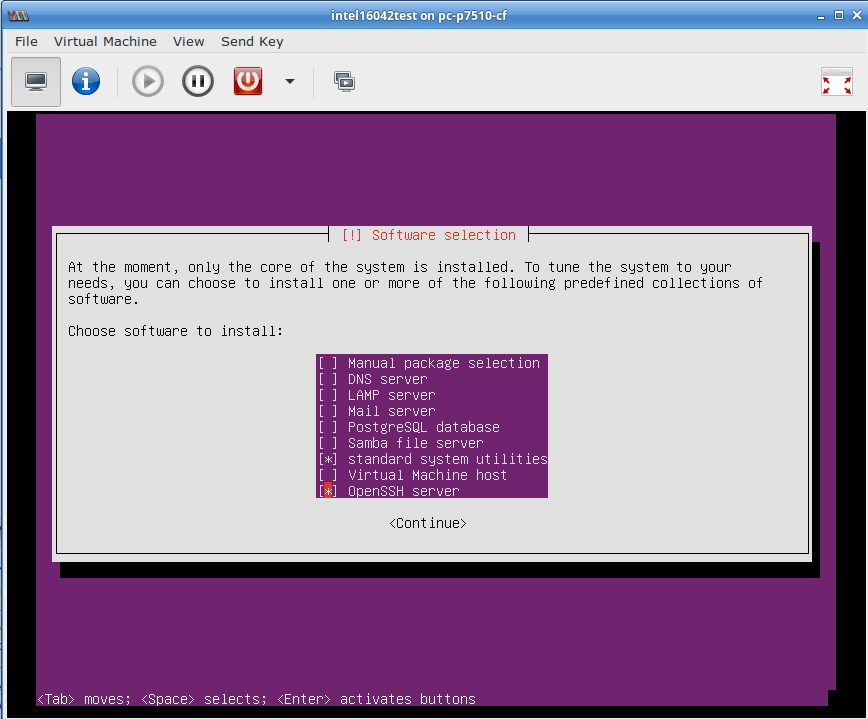 intel16042test on pc-p7510-cf
File Virtual Machine View Send Key
[!] Software selection
At the moment, only the core of the system is installed. To tune the system to your
needs, you can choose to install one or more of the following predefined collections of
software.
Choose software to install:
[ ] Manual package selection
[ ] DNS server
[ ] LAMP server
[ ] Mail server
[ ] PostgreSQL database
[ ] Samba file server
[*] standard system utilities
[ ] Virtual Machine host
[*] OpenSSH server
<Continue>
<Tab> moves; <Space> selects; <Enter> activates buttons